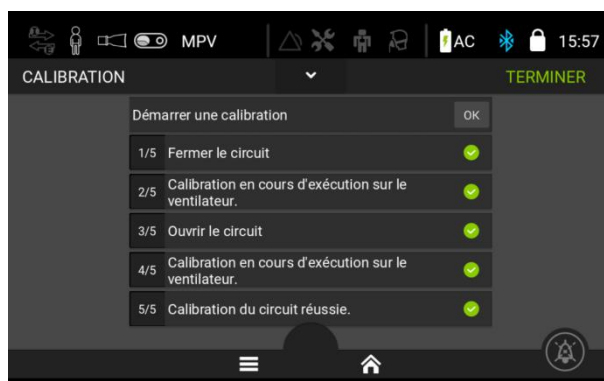 MPV AC 15:57
CALIBRATION TERMINER
Démarrer une calibration OK
1/5 Fermer le circuit
2/5 Calibration en cours d'exécution sur le
ventilateur.
3/5 Ouvrir le circuit
4/5 Calibration en cours d'exécution sur le
ventilateur.
5/5 Calibration du circuit réussie.